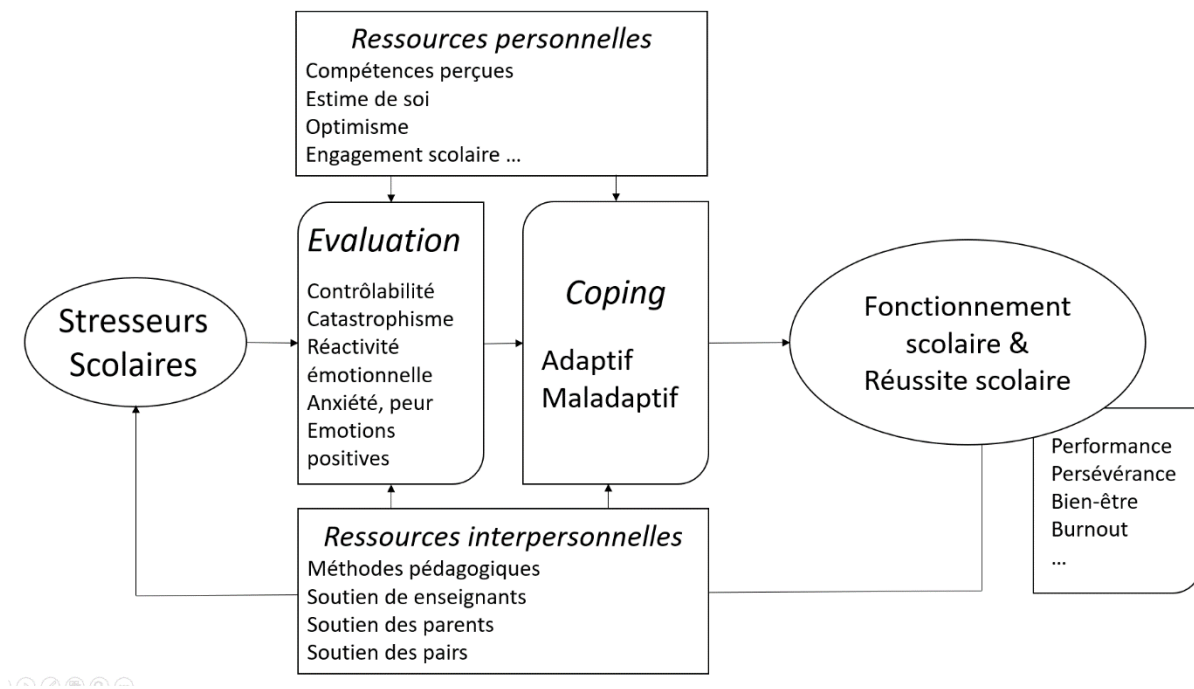 Ressources personnelles
Compétences perçues
Estime de soi
Optimisme
Engagement scolaire ...
Stresseurs
Scolaires
Evaluation
Contrôlabilité
Catastrophisme
Réactivité
émotionnelle
Anxiété, peur
Emotions
positives
Coping
Adaptif
Maladaptif
Fonctionnement
scolaire &
Réussite scolaire
Performance
Persévérance
Bien-être
Burnout
...
Ressources interpersonnelles
Méthodes pédagogiques
Soutien de enseignants
Soutien des parents
Soutien des pairs